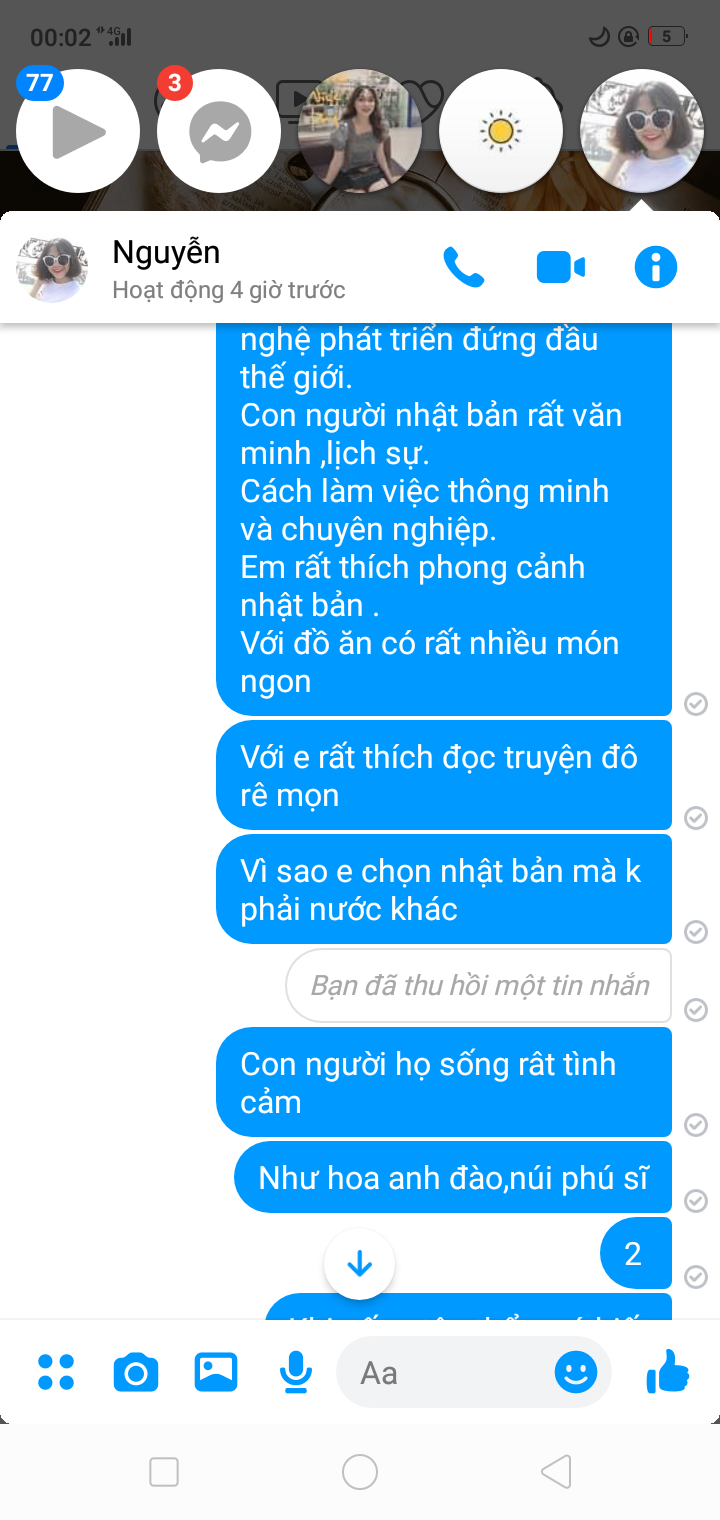 00:02
4G
5
77
3
Nguyễn
Hoạt động 4 giờ trước
nghệ phát triển đứng đầu
thế giới.
Con người nhật bản rất văn
minh ,lịch sự.
Cách làm việc thông minh
và chuyên nghiệp.
Em rất thích phong cảnh
nhật bản .
Với đồ ăn có rất nhiều món
ngon
Với e rất thích đọc truyện đô
rê mọn
Vì sao e chọn nhật bản mà k
phải nước khác
Bạn đã thu hồi một tin nhắn
Con người họ sống rât tình
cảm
Như hoa anh đào,núi phú sĩ
2
Aa